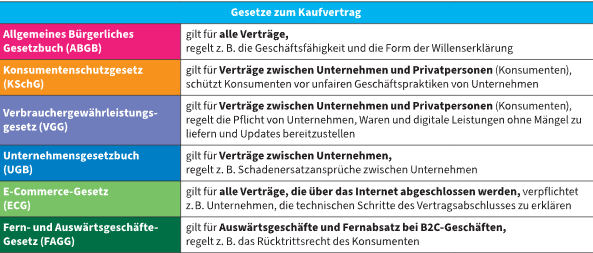 Gesetze zum Kaufvertrag
Allgemeines Bürgerliches
Gesetzbuch (ABGB)
gilt für alle Verträge,
regelt z. B. die Geschäftsfähigkeit und die Form der Willenserklärung
Konsumentenschutzgesetz
(KSchG)
gilt für Verträge zwischen Unternehmen und Privatpersonen (Konsumenten),
schützt Konsumenten vor unfairen Geschäftspraktiken von Unternehmen
Verbrauchergewährleistungs-
gesetz (VGG)
gilt für Verträge zwischen Unternehmen und Privatpersonen (Konsumenten),
regelt die Pflicht von Unternehmen, Waren und digitale Leistungen ohne Mängel zu
liefern und Updates bereitzustellen
Unternehmensgesetzbuch
(UGB)
gilt für Verträge zwischen Unternehmen,
regelt z. B. Schadenersatzansprüche zwischen Unternehmen
E-Commerce-Gesetz
(ECG)
gilt für alle Verträge, die über das Internet abgeschlossen werden, verpflichtet
z. B. Unternehmen, die technischen Schritte des Vertragsabschlusses zu erklären
Fern- und Auswärtsgeschäfte-
Gesetz (FAGG)
gilt für Auswärtsgeschäfte und Fernabsatz bei B2C-Geschäften,
regelt z. B. das Rücktrittsrecht des Konsumenten